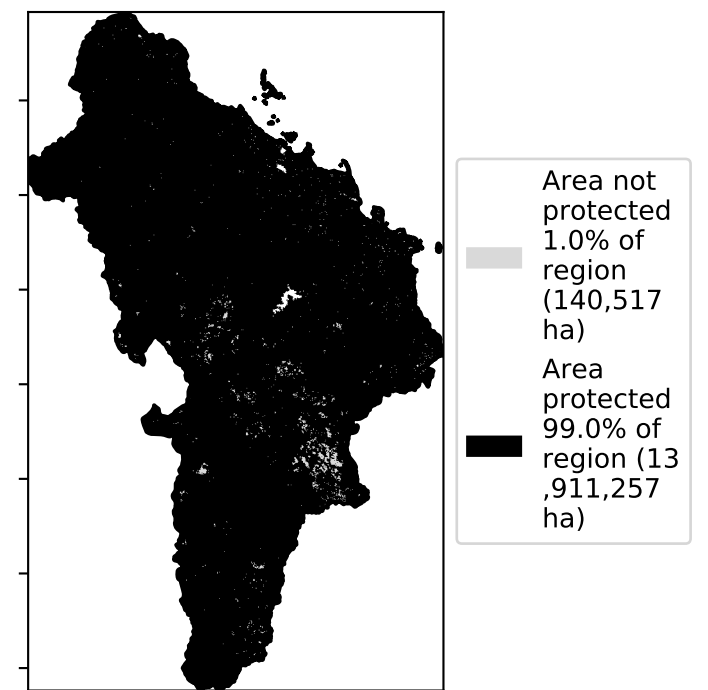 Area not
protected
1.0% of
region
(140,517
ha)
Area
protected
99.0% of
region (13
,911,257
ha)